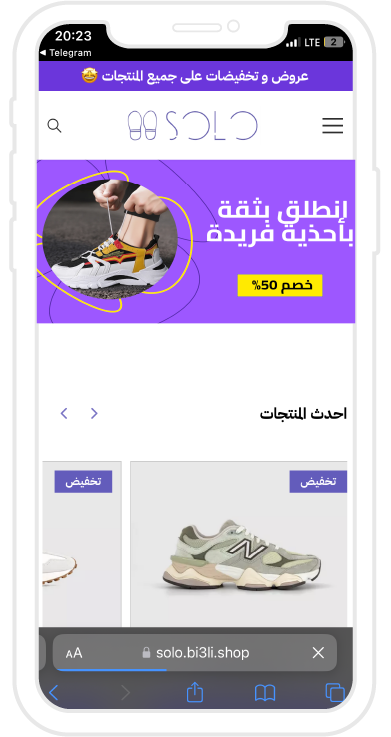 20:23
LTE 2
◀ Telegram
عروض و تخفيضات على جميع المنتجات 🤩
SOLO
إنطلق بثقة
بأحذية فريدة
خصم 50%
احدث المنتجات
تخفيض
تخفيض
N
AA solo.bi3li.shop